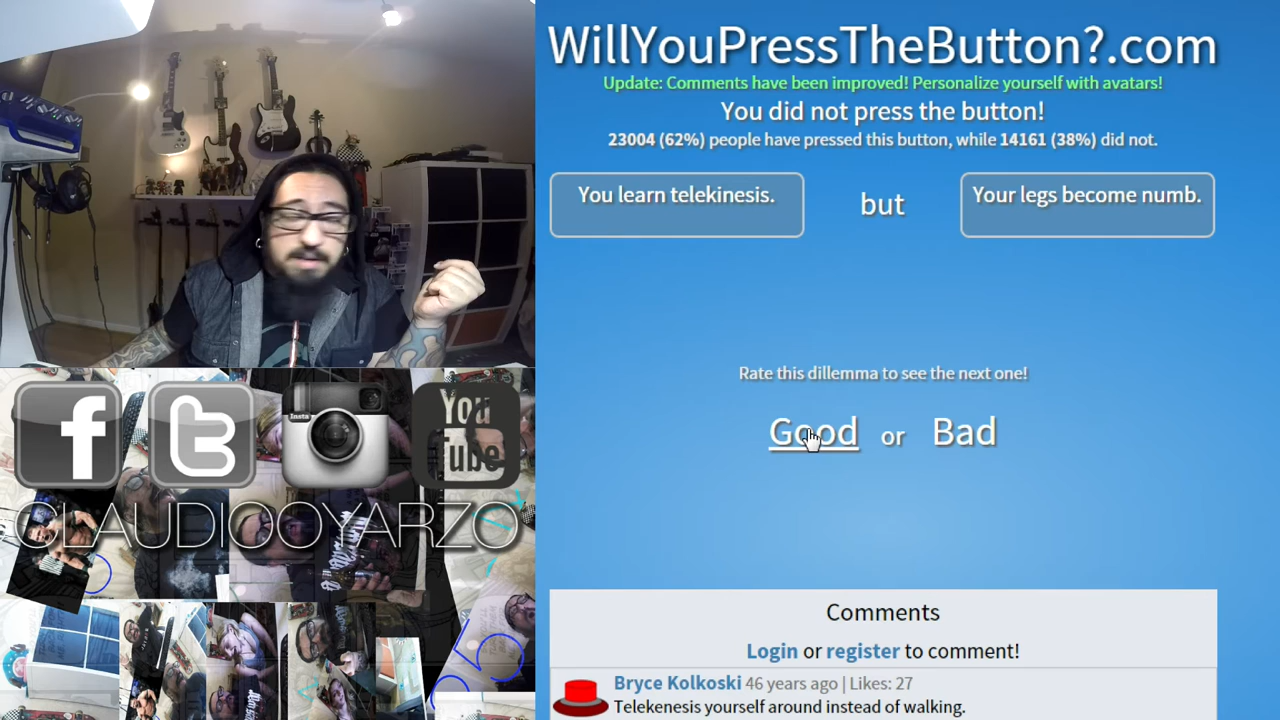 WillYouPressTheButton?.com
Update: Comments have been improved! Personalize yourself with avatars!
You did not press the button!
23004 (62%) people have pressed this button, while 14161 (38%) did not.
You learn telekinesis.
but
Your legs become numb.
Rate this dillemma to see the next one!
Good or Bad
Insta
You
Tube
CLAUDIOOYARZO
Comments
Login or register to comment!
Bryce Kolkoski 46 years ago | Likes: 27
Telekenesis yourself around instead of walking.